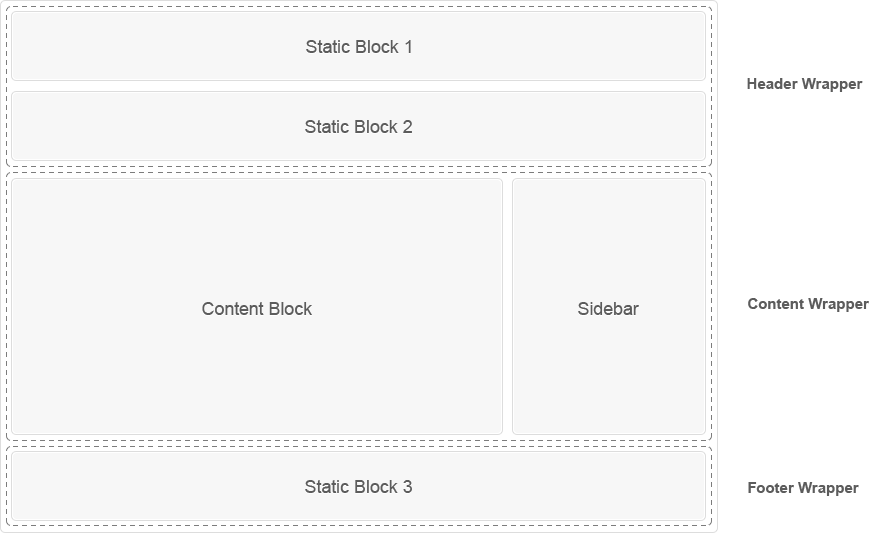 Static Block 1
Header Wrapper
Static Block 2
Content Block
Sidebar
Content Wrapper
Static Block 3
Footer Wrapper